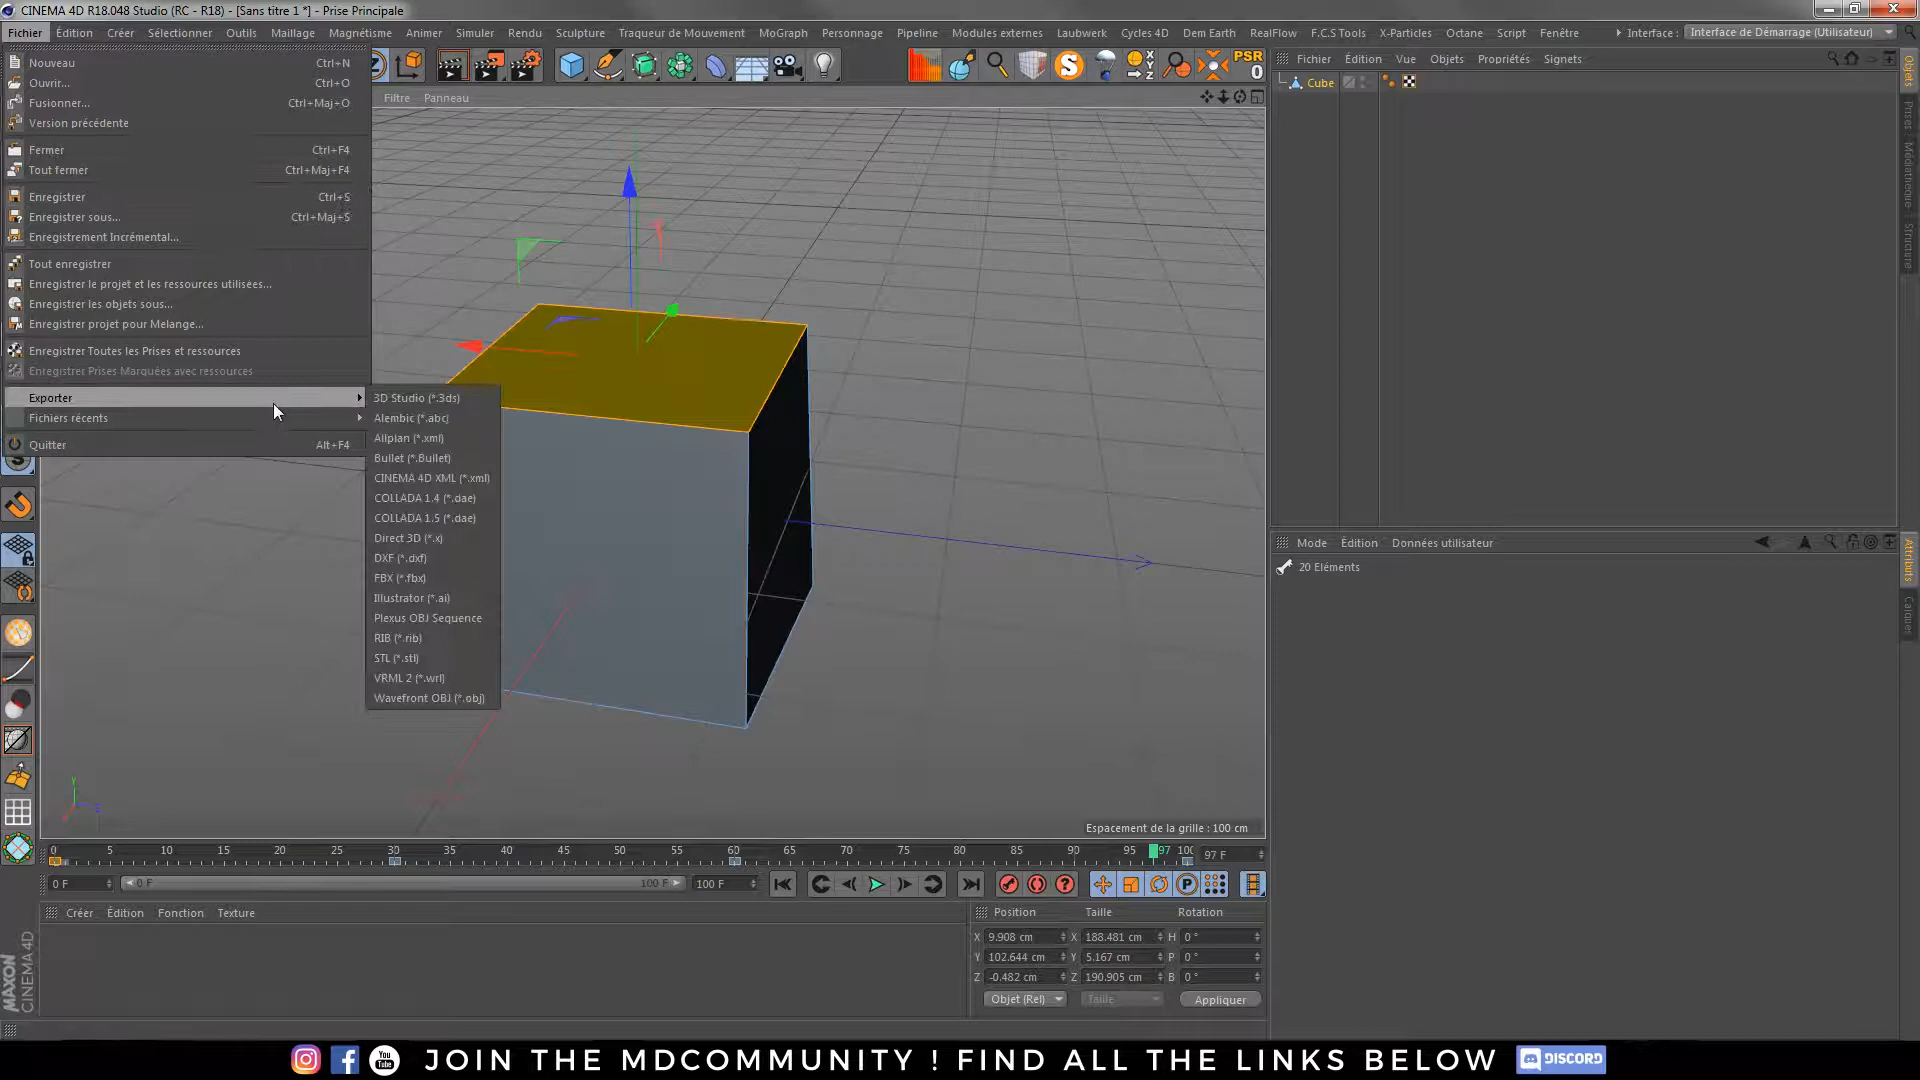 CINEMA 4D R18.048 Studio (RC - R18) - [Sans titre 1 *] - Prise Principale
Fichier Édition Créer Sélectionner Outils Maillage Magnétisme Animer Simuler Rendu Sculpture Traqueur de Mouvement MoGraph Personnage Pipeline Modules externes Laubwerk Cycles 4D Dem Earth RealFlow F.C.S Tools X-Particles Octane Script Fenêtre Interface : Interface de Démarrage (Utilisateur)
Nouveau Ctrl+N
Ouvrir... Ctrl+O
Fusionner... Ctrl+Maj+O
Version précédente
Fermer Ctrl+F4
Tout fermer Ctrl+Maj+F4
Enregistrer Ctrl+S
Enregistrer sous... Ctrl+Maj+S
Enregistrement Incrémental...
Tout enregistrer
Enregistrer le projet et les ressources utilisées...
Enregistrer les objets sous...
Enregistrer projet pour Melange...
Enregistrer Toutes les Prises et ressources
Enregistrer Prises Marquées avec ressources
Exporter
Fichiers récents
Quitter Alt+F4
3D Studio (*.3ds)
Alembic (*.abc)
Allplan (*.xml)
Bullet (*.Bullet)
CINEMA 4D XML (*.xml)
COLLADA 1.4 (*.dae)
COLLADA 1.5 (*.dae)
Direct 3D (*.x)
DXF (*.dxf)
FBX (*.fbx)
Illustrator (*.ai)
Plexus OBJ Sequence
RIB (*.rib)
STL (*.stl)
VRML 2 (*.wrl)
Wavefront OBJ (*.obj)
PSR
0
Filtre Panneau
Fichier Édition Vue Objets Propriétés Signets
Cube
Objets
Prises
Médiathèque
Structure
Mode Édition Données utilisateur
20 Eléments
Attributs
Calques
Espacement de la grille : 100 cm
0 5 10 15 20 25 30 35 40 45 50 55 60 65 70 75 80 85 90 95 97 100 97 F
0 F 0 F 100 F 100 F
Créer Édition Fonction Texture
Position Taille Rotation
X 9.908 cm X 188.481 cm H 0 °
Y 102.644 cm Y 5.167 cm P 0 °
Z -0.482 cm Z 190.905 cm B 0 °
Objet (Rel) Taille Appliquer
MAXON
CINEMA 4D
You Tube JOIN THE MDCOMMUNITY ! FIND ALL THE LINKS BELOW DISCORD